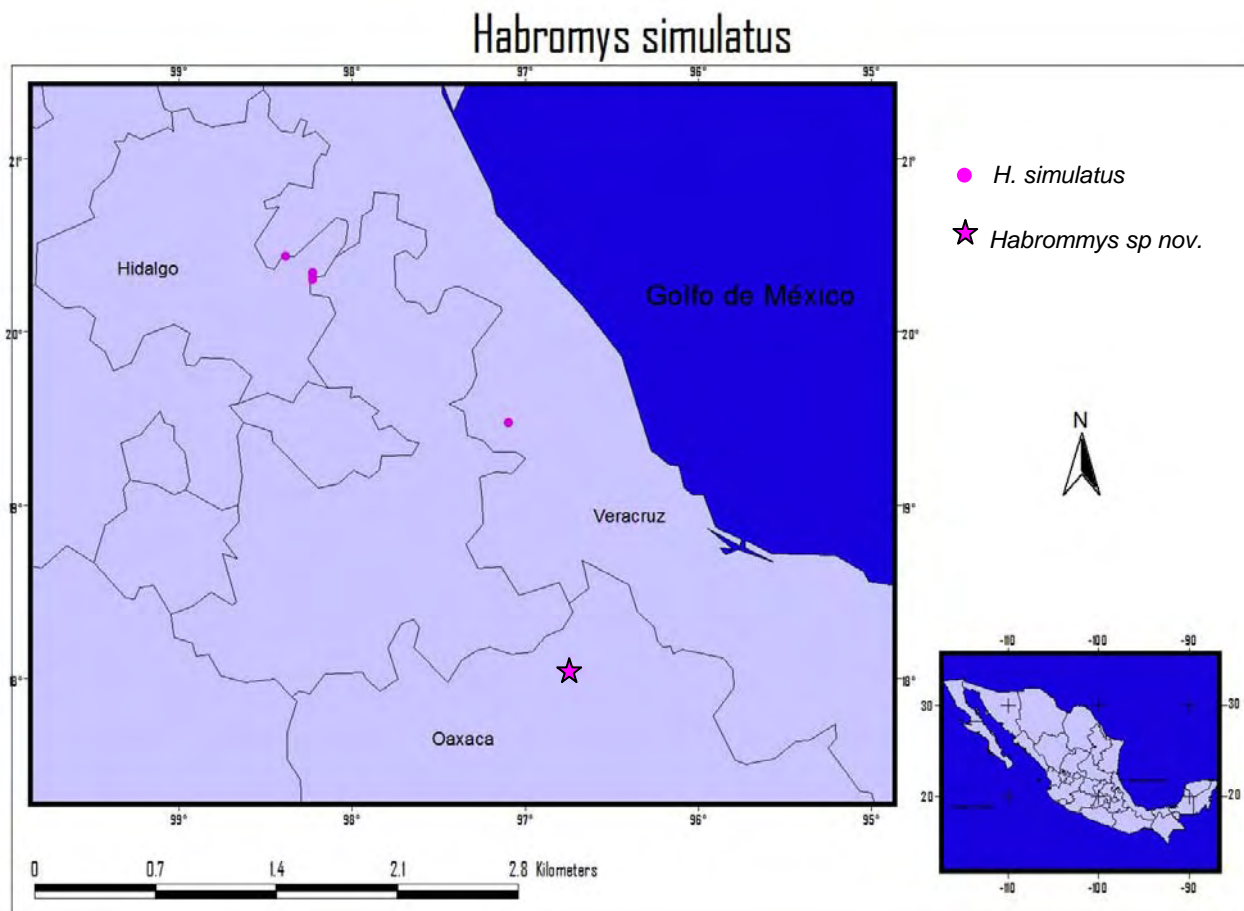 Habromys simulatus
99° 98° 97° 96° 95°
21° 21°
H. simulatus
Habrommys sp nov.
Hidalgo
Golfo de México
20° 20°
N
19° 19°
Veracruz
18° 18°
Oaxaca
99° 98° 97° 96° 95°
-110 -100 -90
30 30
20 20
-110 -100 -90
0 0.7 1.4 2.1 2.8 Kilometers